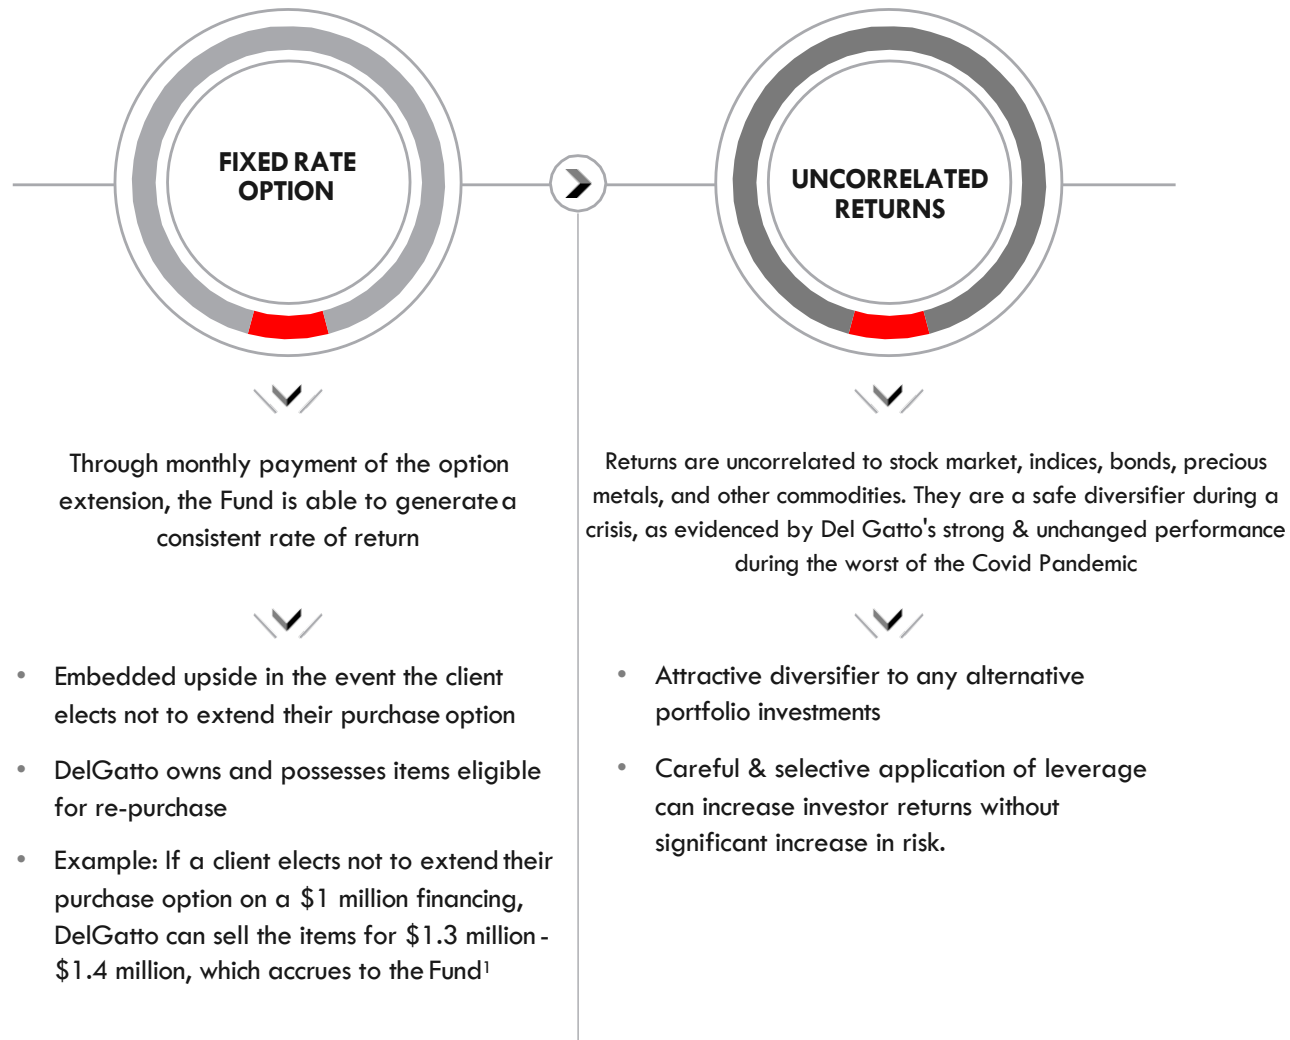 FIXED RATE
OPTION
Through monthly payment of the option
extension, the Fund is able to generate a
consistent rate of return
• Embedded upside in the event the client
elects not to extend their purchase option
• DelGatto owns and possesses items eligible
for re-purchase
• Example: If a client elects not to extend their
purchase option on a $1 million financing,
DelGatto can sell the items for $1.3 million -
$1.4 million, which accrues to the Fund¹
UNCORRELATED
RETURNS
Returns are uncorrelated to stock market, indices, bonds, precious
metals, and other commodities. They are a safe diversifier during a
crisis, as evidenced by Del Gatto's strong & unchanged performance
during the worst of the Covid Pandemic
• Attractive diversifier to any alternative
portfolio investments
• Careful & selective application of leverage
can increase investor returns without
significant increase in risk.